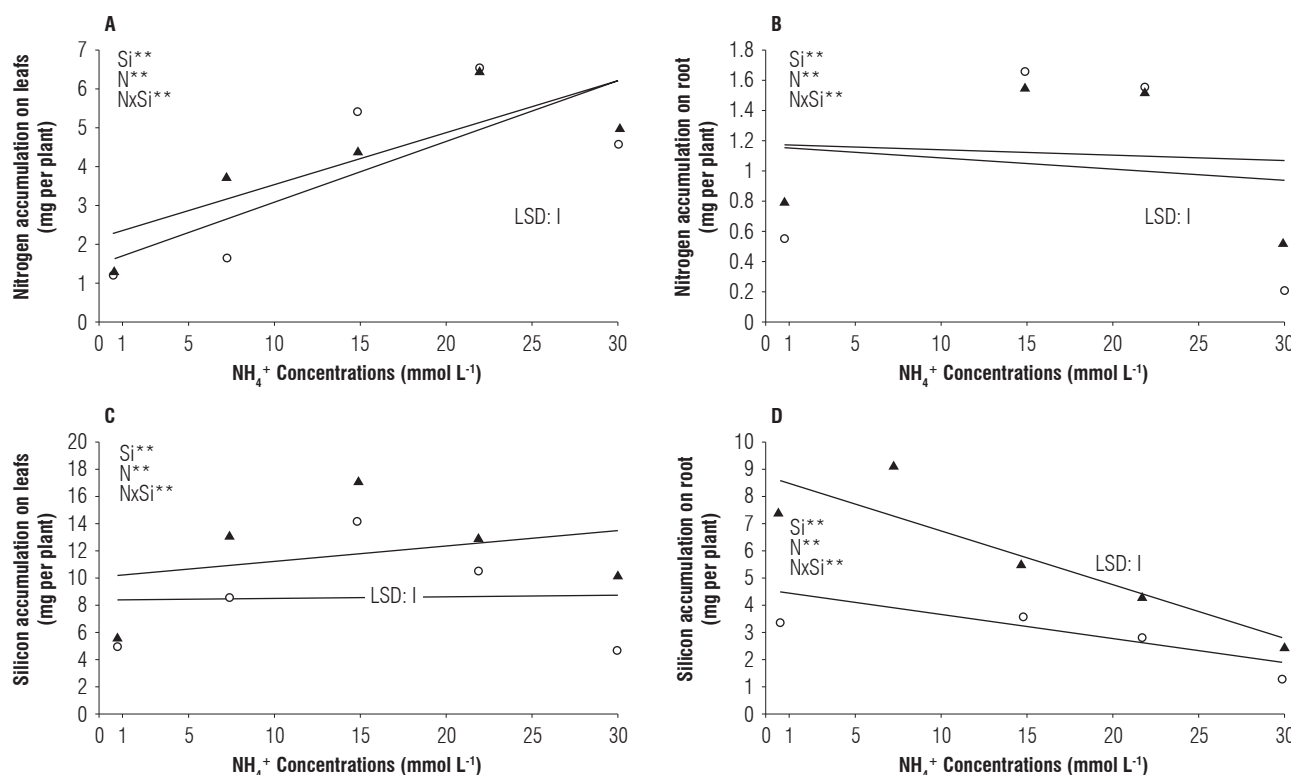 A
Nitrogen accumulation on leafs
(mg per plant)
7
6
5
4
3
2
1
0
Si**
N**
NxSi**
LSD: I
0 1 5 10 15 20 25 30
NH₄⁺ Concentrations (mmol L⁻¹)
B
Nitrogen accumulation on root
(mg per plant)
1.8
1.6
1.4
1.2
1
0.8
0.6
0.4
0.2
0
Si**
N**
NxSi**
LSD: I
0 1 5 10 15 20 25 30
NH₄⁺ Concentrations (mmol L⁻¹)
C
Silicon accumulation on leafs
(mg per plant)
20
18
16
14
12
10
8
6
4
2
0
Si**
N**
NxSi**
LSD: I
0 1 5 10 15 20 25 30
NH₄⁺ Concentrations (mmol L⁻¹)
D
Silicon accumulation on root
(mg per plant)
10
9
8
7
6
5
4
3
2
1
0
Si**
N**
NxSi**
LSD: I
0 1 5 10 15 20 25 30
NH₄⁺ Concentrations (mmol L⁻¹)